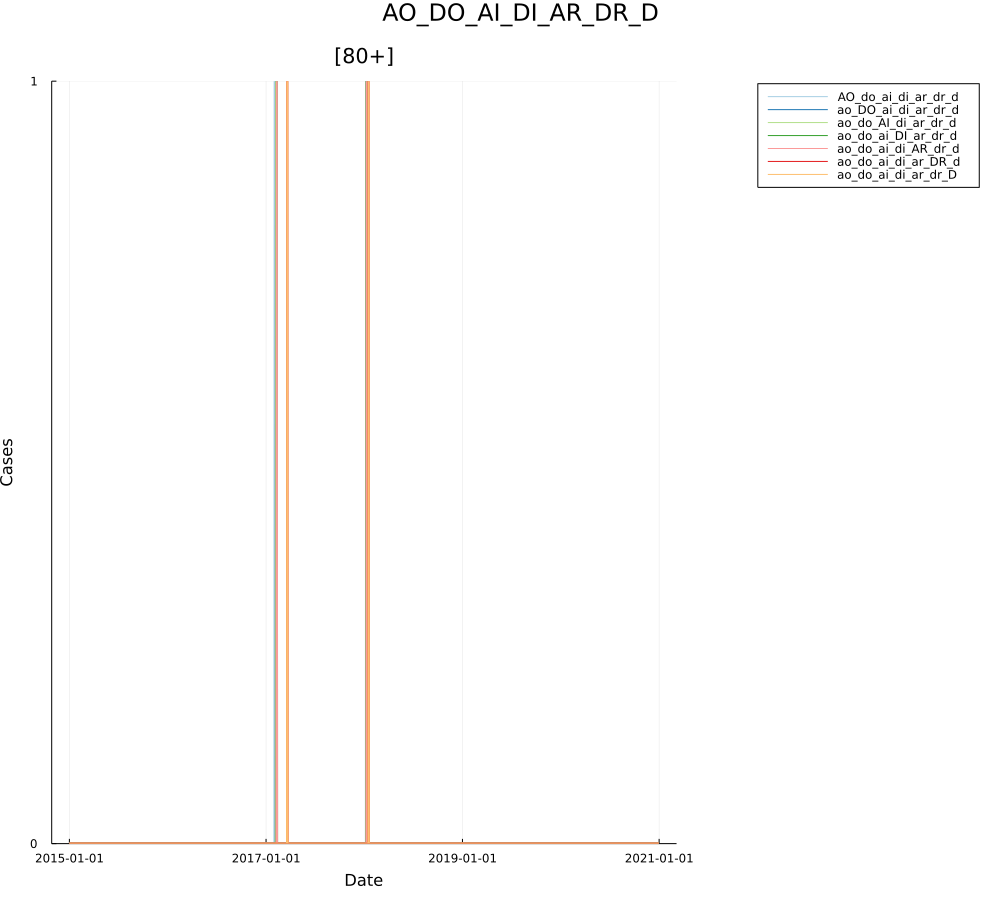 AO_DO_AI_DI_AR_DR_D
[80+]
1
0
Cases
2015-01-01
2017-01-01
2019-01-01
2021-01-01
Date
AO_do_ai_di_ar_dr_d
ao_DO_ai_di_ar_dr_d
ao_do_AI_di_ar_dr_d
ao_do_ai_DI_ar_dr_d
ao_do_ai_di_AR_dr_d
ao_do_ai_di_ar_DR_d
ao_do_ai_di_ar_dr_D